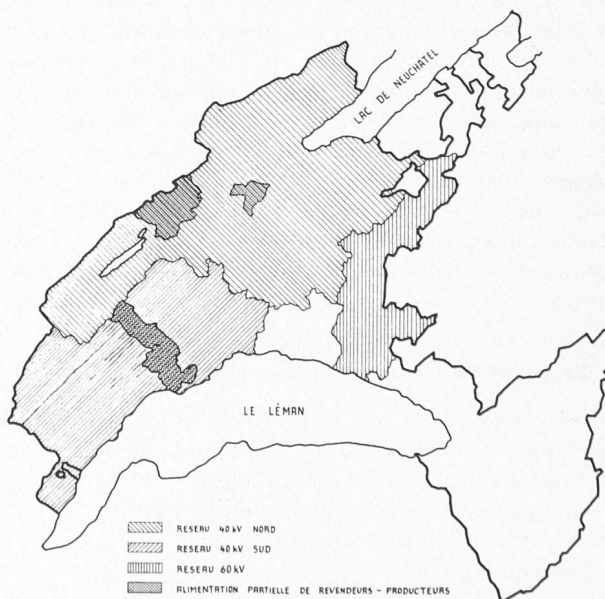 LAC DE NEUCHATEL
LE LÉMAN
RESEAU 40 kV NORD
RESEAU 40 kV SUD
RESEAU 60 kV
ALIMENTATION PARTIELLE DE REVENDEURS - PRODUCTEURS